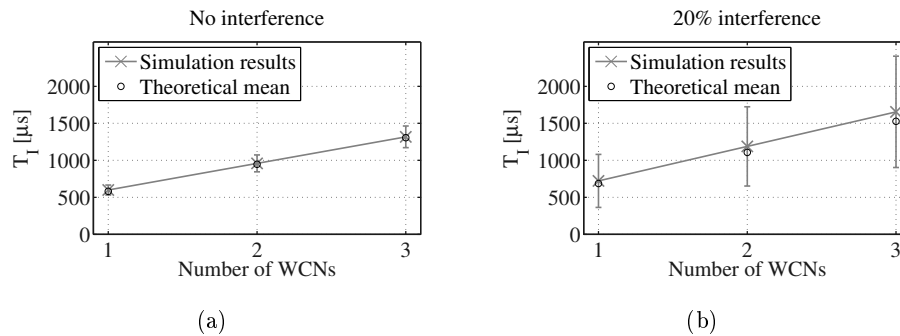 No interference
Simulation results
Theoretical mean
2000
1500
1000
500
0
T_I [µs]
1
2
3
Number of WCNs
(a)
20% interference
Simulation results
Theoretical mean
2000
1500
1000
500
0
T_I [µs]
1
2
3
Number of WCNs
(b)